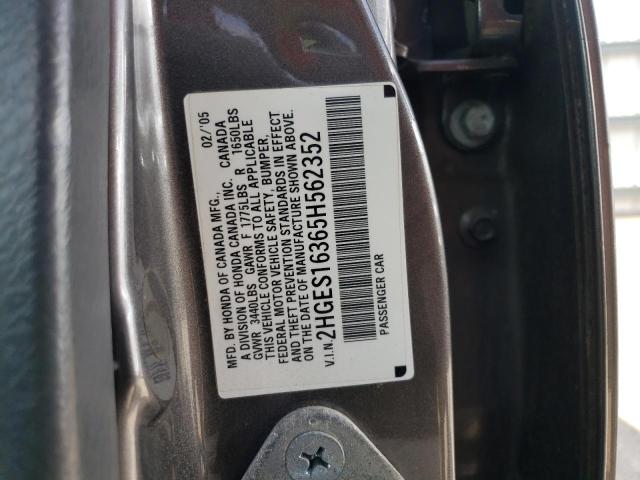 02/'05
MFD. BY HONDA OF CANADA MFG.,
A DIVISION OF HONDA CANADA INC. CANADA
GVWR 3440LBS GAWR F 1775LBS R 1650LBS
THIS VEHICLE CONFORMS TO ALL APPLICABLE
FEDERAL MOTOR VEHICLE SAFETY, BUMPER,
AND THEFT PREVENTION STANDARDS IN EFFECT
ON THE DATE OF MANUFACTURE SHOWN ABOVE.
V.I.N. 2HGES16365H562352
PASSENGER CAR